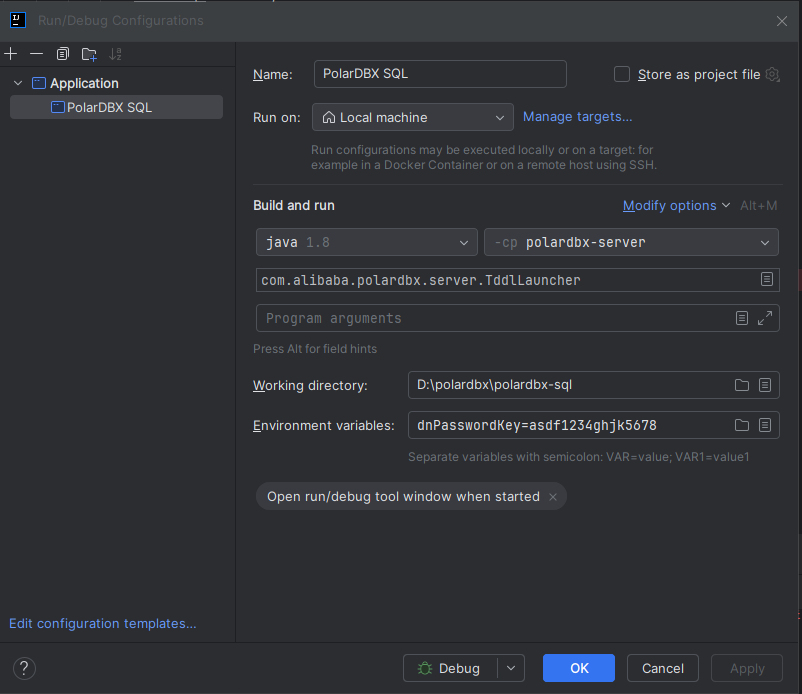 Run/Debug Configurations
Application
PolarDBX SQL
Name:
PolarDBX SQL
Store as project file
Run on:
Local machine
Manage targets...
Run configurations may be executed locally or on a target: for
example in a Docker Container or on a remote host using SSH.
Build and run
Modify options
Alt+M
java 1.8
-cp polardbx-server
com.alibaba.polardbx.server.TddlLauncher
Program arguments
Press Alt for field hints
Working directory:
D:\polardbx\polardbx-sql
Environment variables:
dnPasswordKey=asdf1234ghjk5678
Separate variables with semicolon: VAR=value; VAR1=value1
Open run/debug tool window when started
Edit configuration templates...
?
Debug
OK
Cancel
Apply